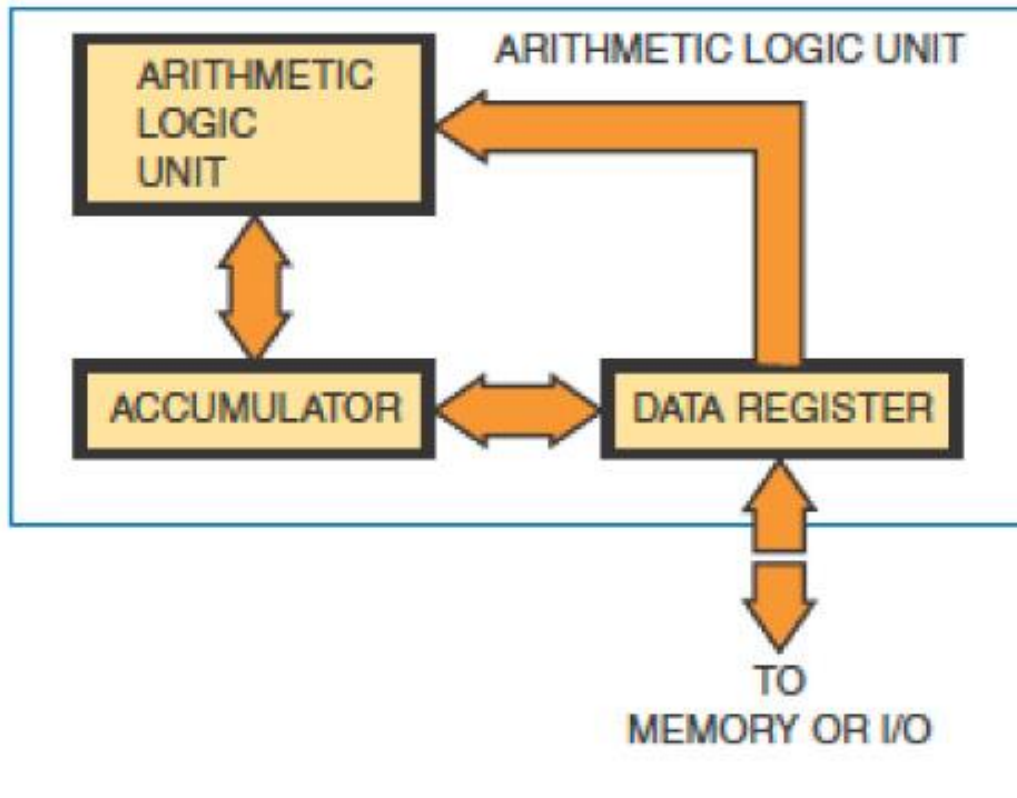 ARITHMETIC LOGIC UNIT
ARITHMETIC
LOGIC
UNIT
ACCUMULATOR
DATA REGISTER
TO
MEMORY OR I/O